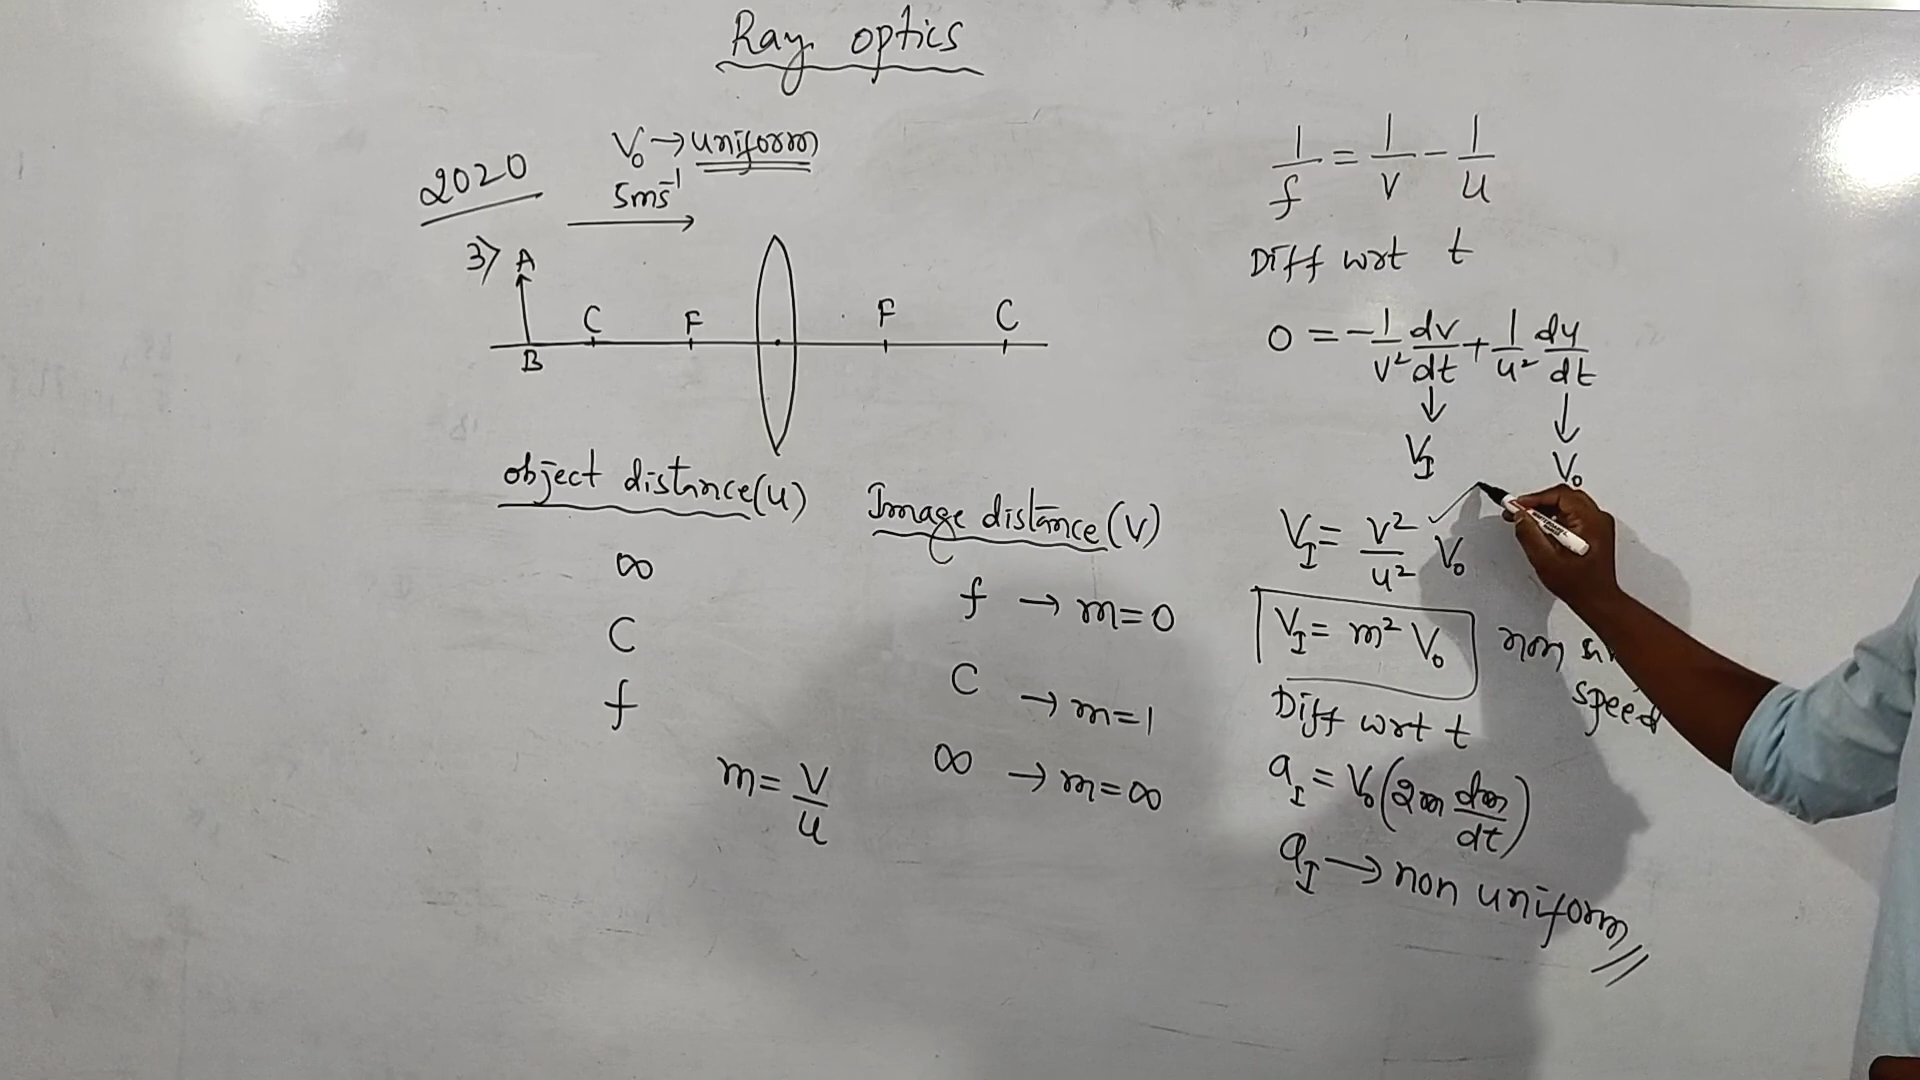 Ray optics
2020
V₀ → uniform
5ms⁻¹
3) A
B
C F F C
object distance(u) Image distance(v)
∞ f → m=0
C C → m=1
f ∞ → m=∞
m = v/u
1/f = 1/v - 1/u
Diff wrt t
0 = -1/v² dv/dt + 1/u² du/dt
↓ ↓
V_I V₀
V_I = v²/u² V₀
V_I = m² V₀ non
speed
Diff wrt t
a_I = V₀(2m dm/dt)
a_I → non uniform //